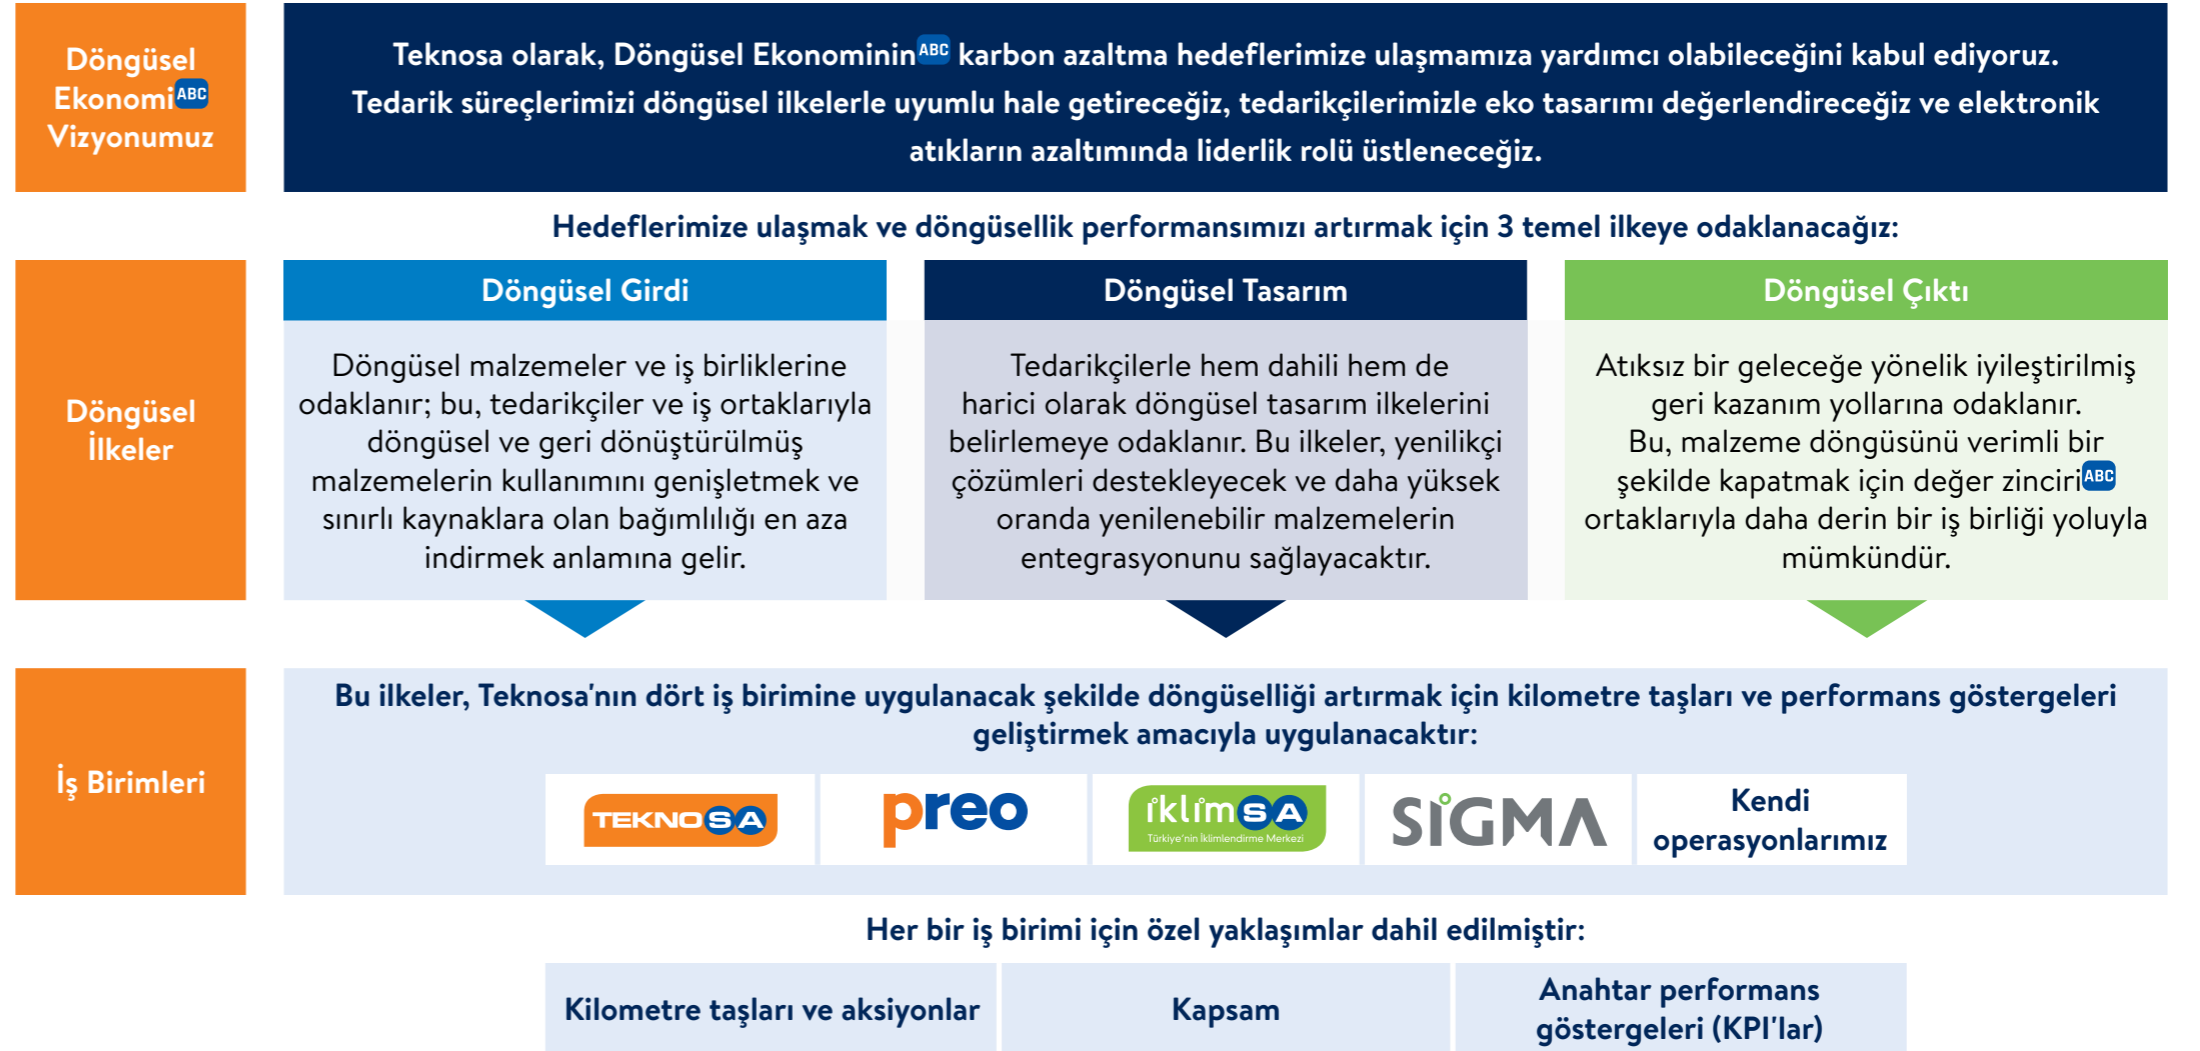 Döngüsel
EkonomiABC
Vizyonumuz
Teknosa olarak, Döngüsel EkonomininABC karbon azaltma hedeflerimize ulaşmamıza yardımcı olabileceğini kabul ediyoruz.
Tedarik süreçlerimizi döngüsel ilkelerle uyumlu hale getireceğiz, tedarikçilerimizle eko tasarımı değerlendireceğiz ve elektronik
atıkların azaltımında liderlik rolü üstleneceğiz.
Hedeflerimize ulaşmak ve döngüsellik performansımızı artırmak için 3 temel ilkeye odaklanacağız:
Döngüsel
İlkeler
Döngüsel Girdi
Döngüsel malzemeler ve iş birliklerine
odaklanır; bu, tedarikçiler ve iş ortaklarıyla
döngüsel ve geri dönüştürülmüş
malzemelerin kullanımını genişletmek ve
sınırlı kaynaklara olan bağımlılığı en aza
indirmek anlamına gelir.
Döngüsel Tasarım
Tedarikçilerle hem dahili hem de
harici olarak döngüsel tasarım ilkelerini
belirlemeye odaklanır. Bu ilkeler, yenilikçi
çözümleri destekleyecek ve daha yüksek
oranda yenilenebilir malzemelerin
entegrasyonunu sağlayacaktır.
Döngüsel Çıktı
Atıksız bir geleceğe yönelik iyileştirilmiş
geri kazanım yollarına odaklanır.
Bu, malzeme döngüsünü verimli bir
şekilde kapatmak için değer zinciriABC
ortaklarıyla daha derin bir iş birliği yoluyla
mümkündür.
İş Birimleri
Bu ilkeler, Teknosa'nın dört iş birimine uygulanacak şekilde döngüselliği artırmak için kilometre taşları ve performans göstergeleri
geliştirmek amacıyla uygulanacaktır:
TEKNOSA
preo
iklimSA
Türkiye'nin İklimlendirme Merkezi
SİGMA
Kendi
operasyonlarımız
Her bir iş birimi için özel yaklaşımlar dahil edilmiştir:
Kilometre taşları ve aksiyonlar
Kapsam
Anahtar performans
göstergeleri (KPI'lar)